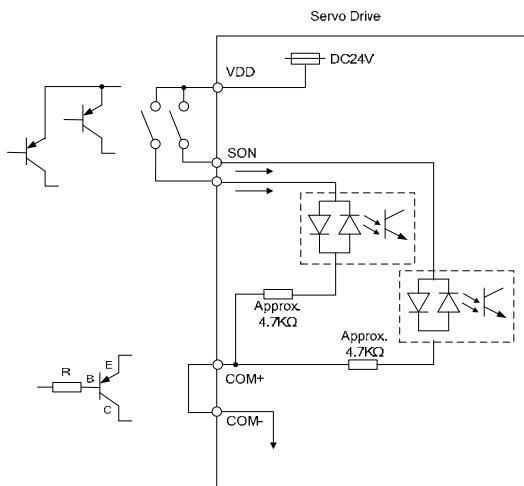 Servo Drive
DC24V
VDD
SON
Approx.
4.7KΩ
Approx.
4.7KΩ
R
B
E
C
COM+
COM-